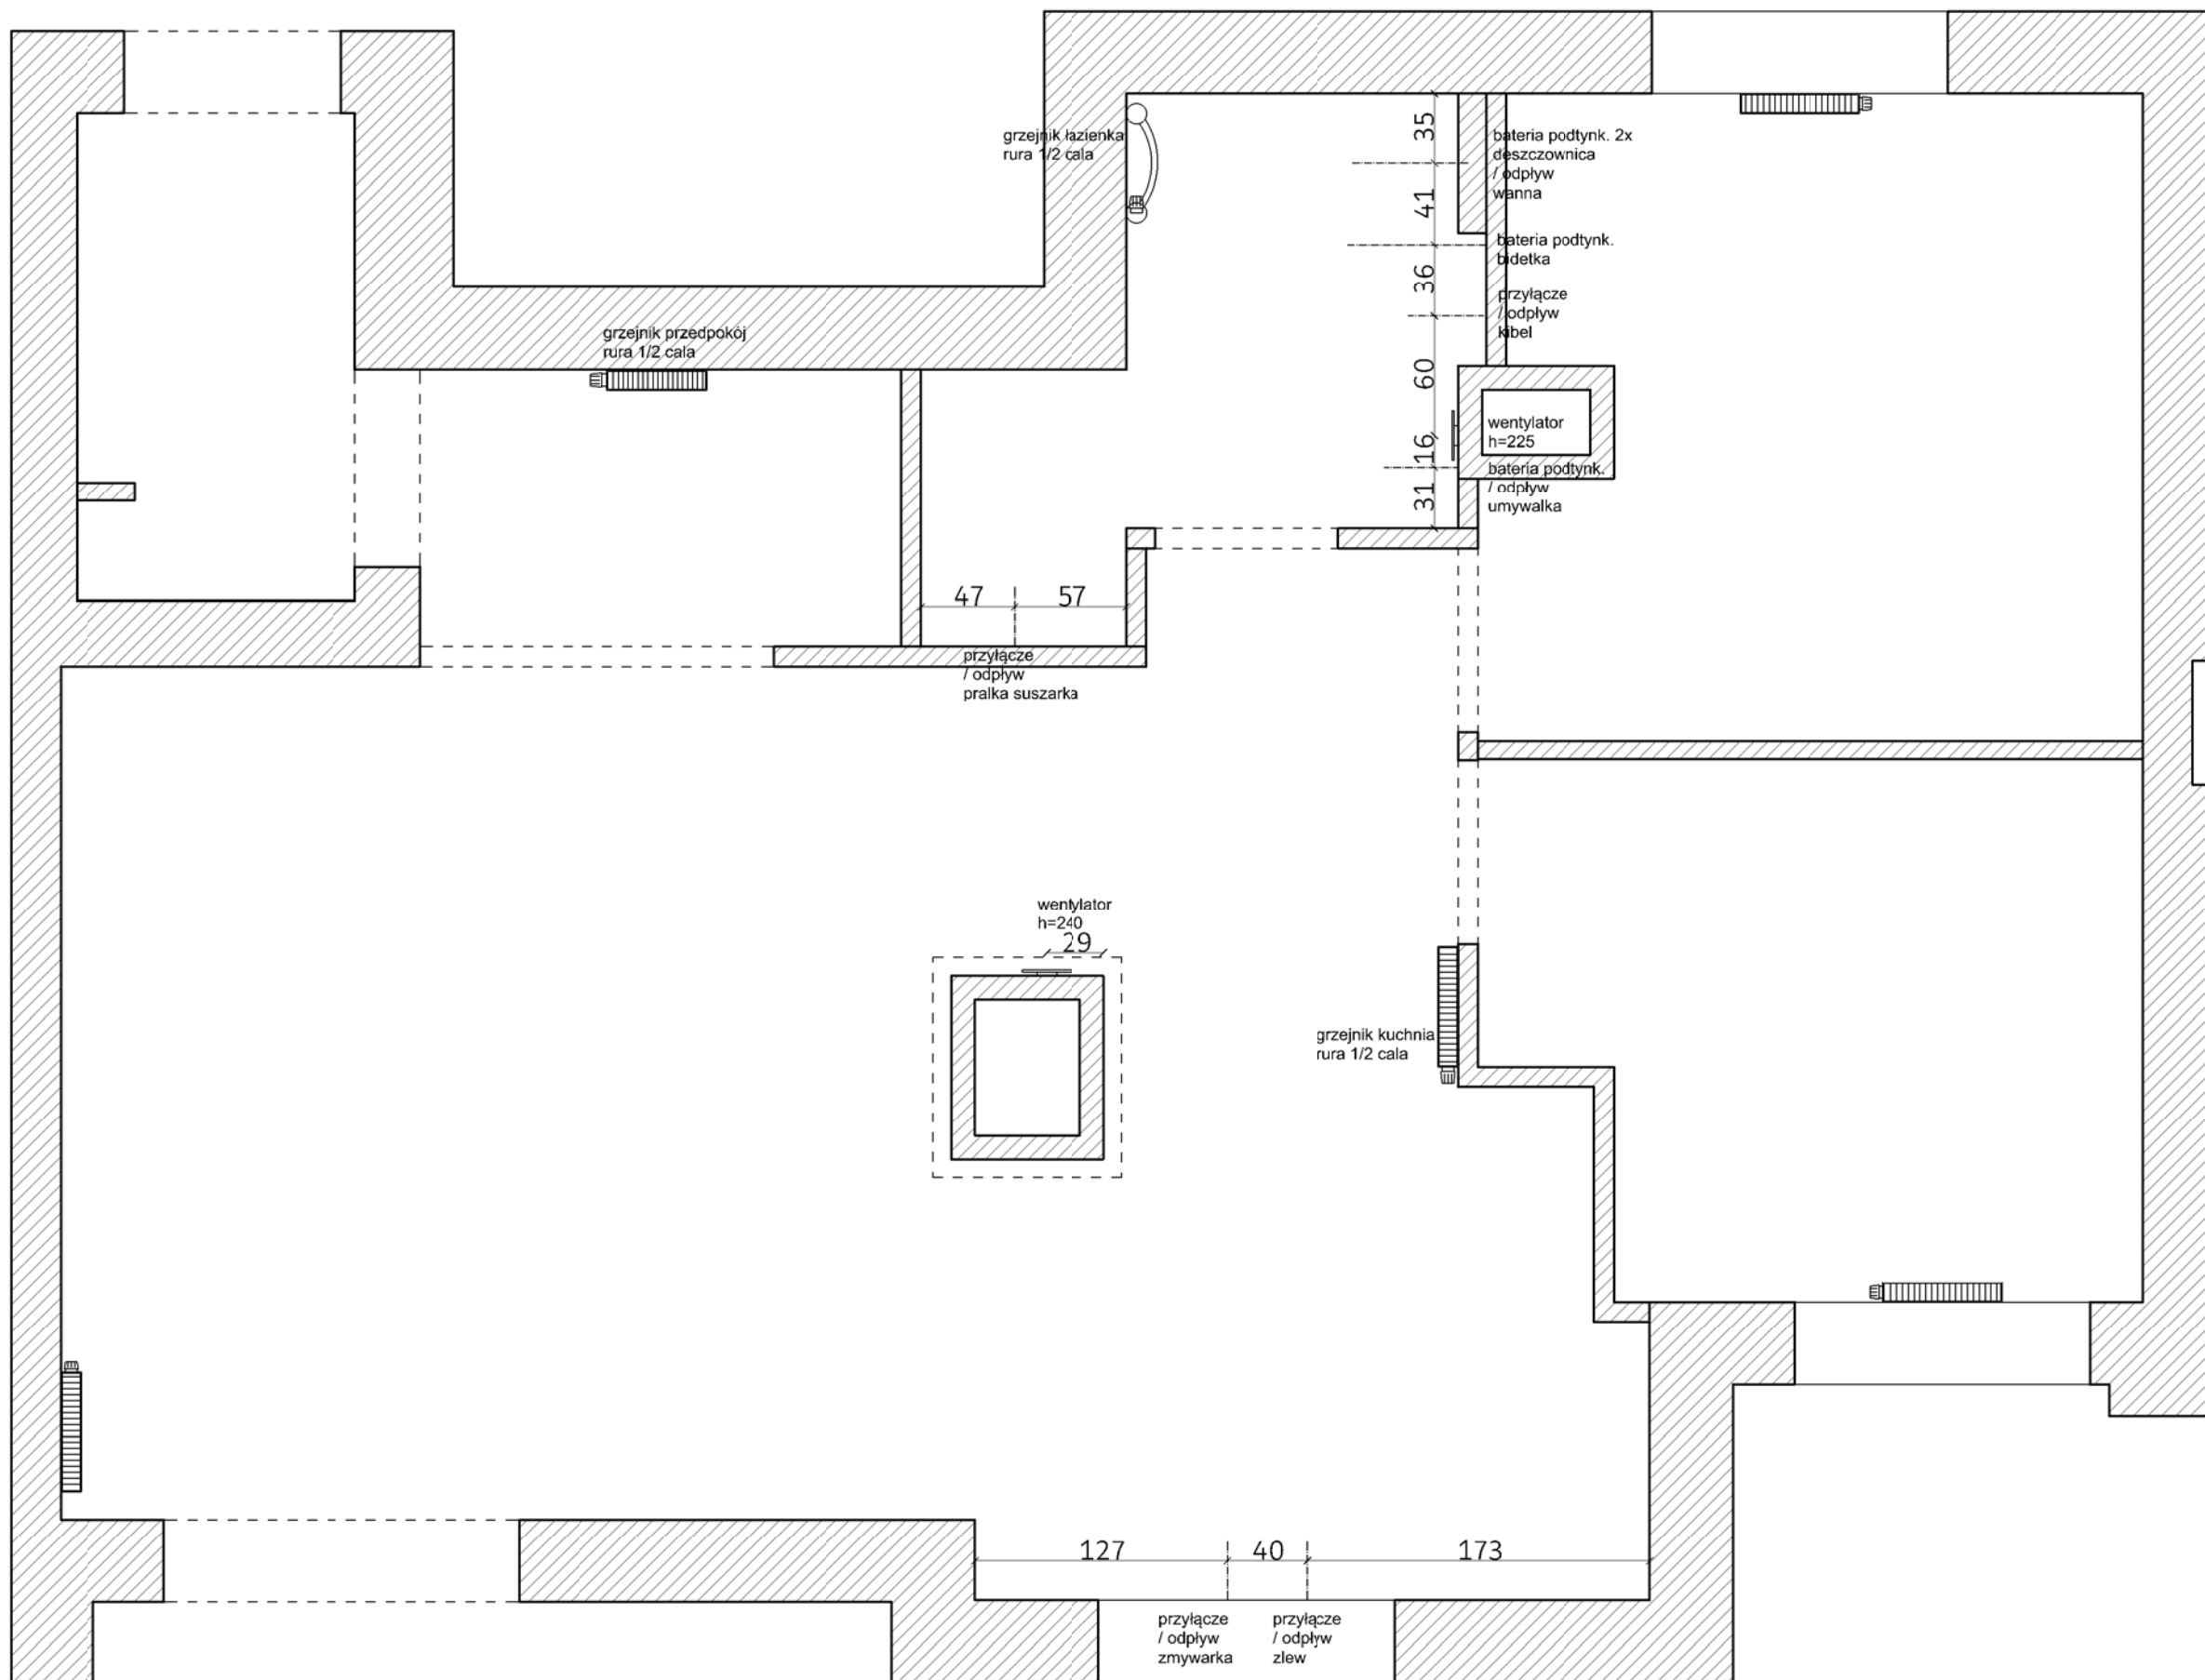 grzejnik łazienka
rura 1/2 cala
35
bateria podtynk. 2x
deszczownica
/ odpływ
wanna
41
bateria podtynk.
bidetka
36
przyłącze
/ odpływ
kibel
grzejnik przedpokój
rura 1/2 cala
60
wentylator
h=225
16
bateria podtynk.
/ odpływ
umywalka
31
47
57
przyłącze
/ odpływ
pralka suszarka
wentylator
h=240
29
grzejnik kuchnia
rura 1/2 cala
127
40
173
przyłącze
/ odpływ
zmywarka
przyłącze
/ odpływ
zlew